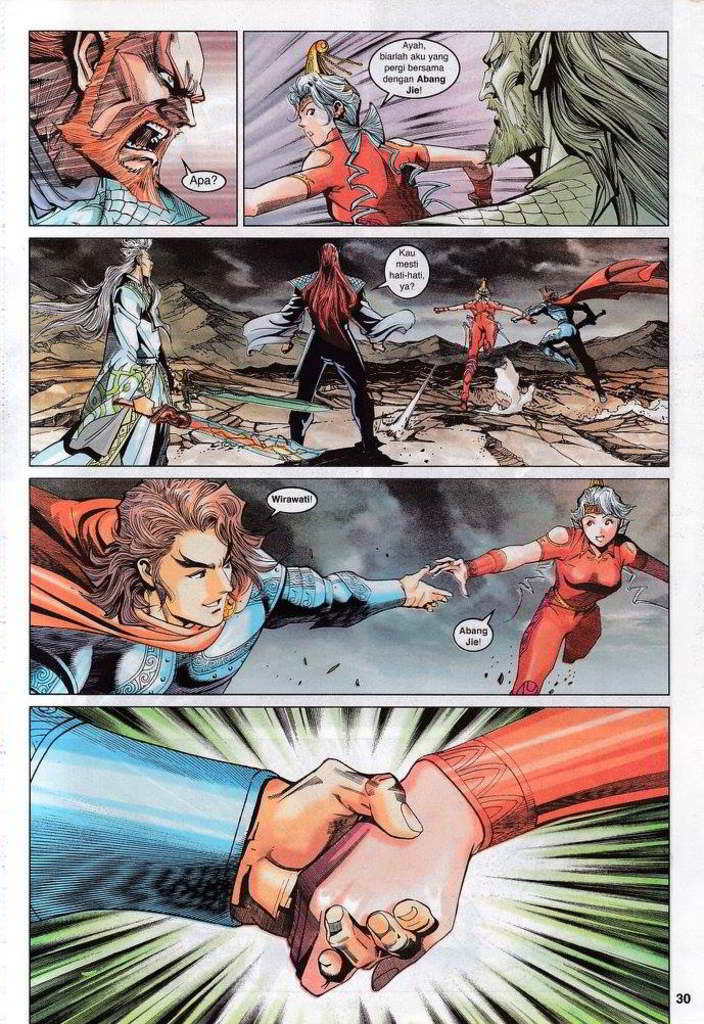 Apa?
Ayah,
biarlah aku yang
pergi bersama
dengan Abang
Jie!
Kau
mesti
hati-hati,
ya?
Wirawati!
Abang
Jie!
30